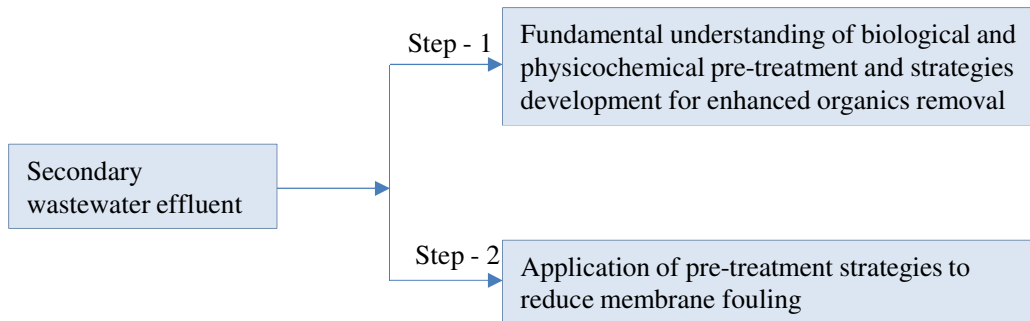 Step - 1
Fundamental understanding of biological and
physicochemical pre-treatment and strategies
development for enhanced organics removal
Secondary
wastewater effluent
Step - 2
Application of pre-treatment strategies to
reduce membrane fouling